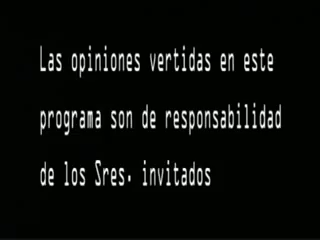 Las opiniones vertidas en este
programa son de responsabilidad
de los Sres. invitados